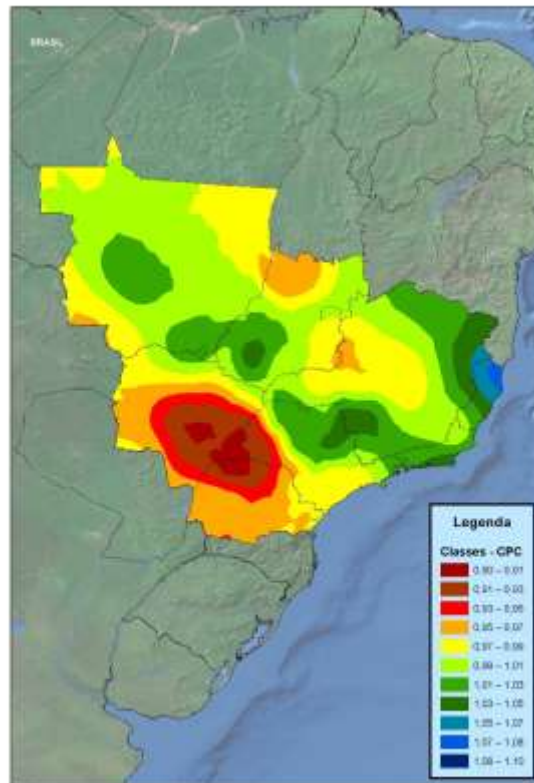 BRASIL
Legenda
Classes - CPC
0,90 – 0,91
0,91 – 0,93
0,93 – 0,95
0,95 – 0,97
0,97 – 0,99
0,99 – 1,01
1,01 – 1,03
1,03 – 1,05
1,05 – 1,07
1,07 – 1,08
1,08 – 1,10